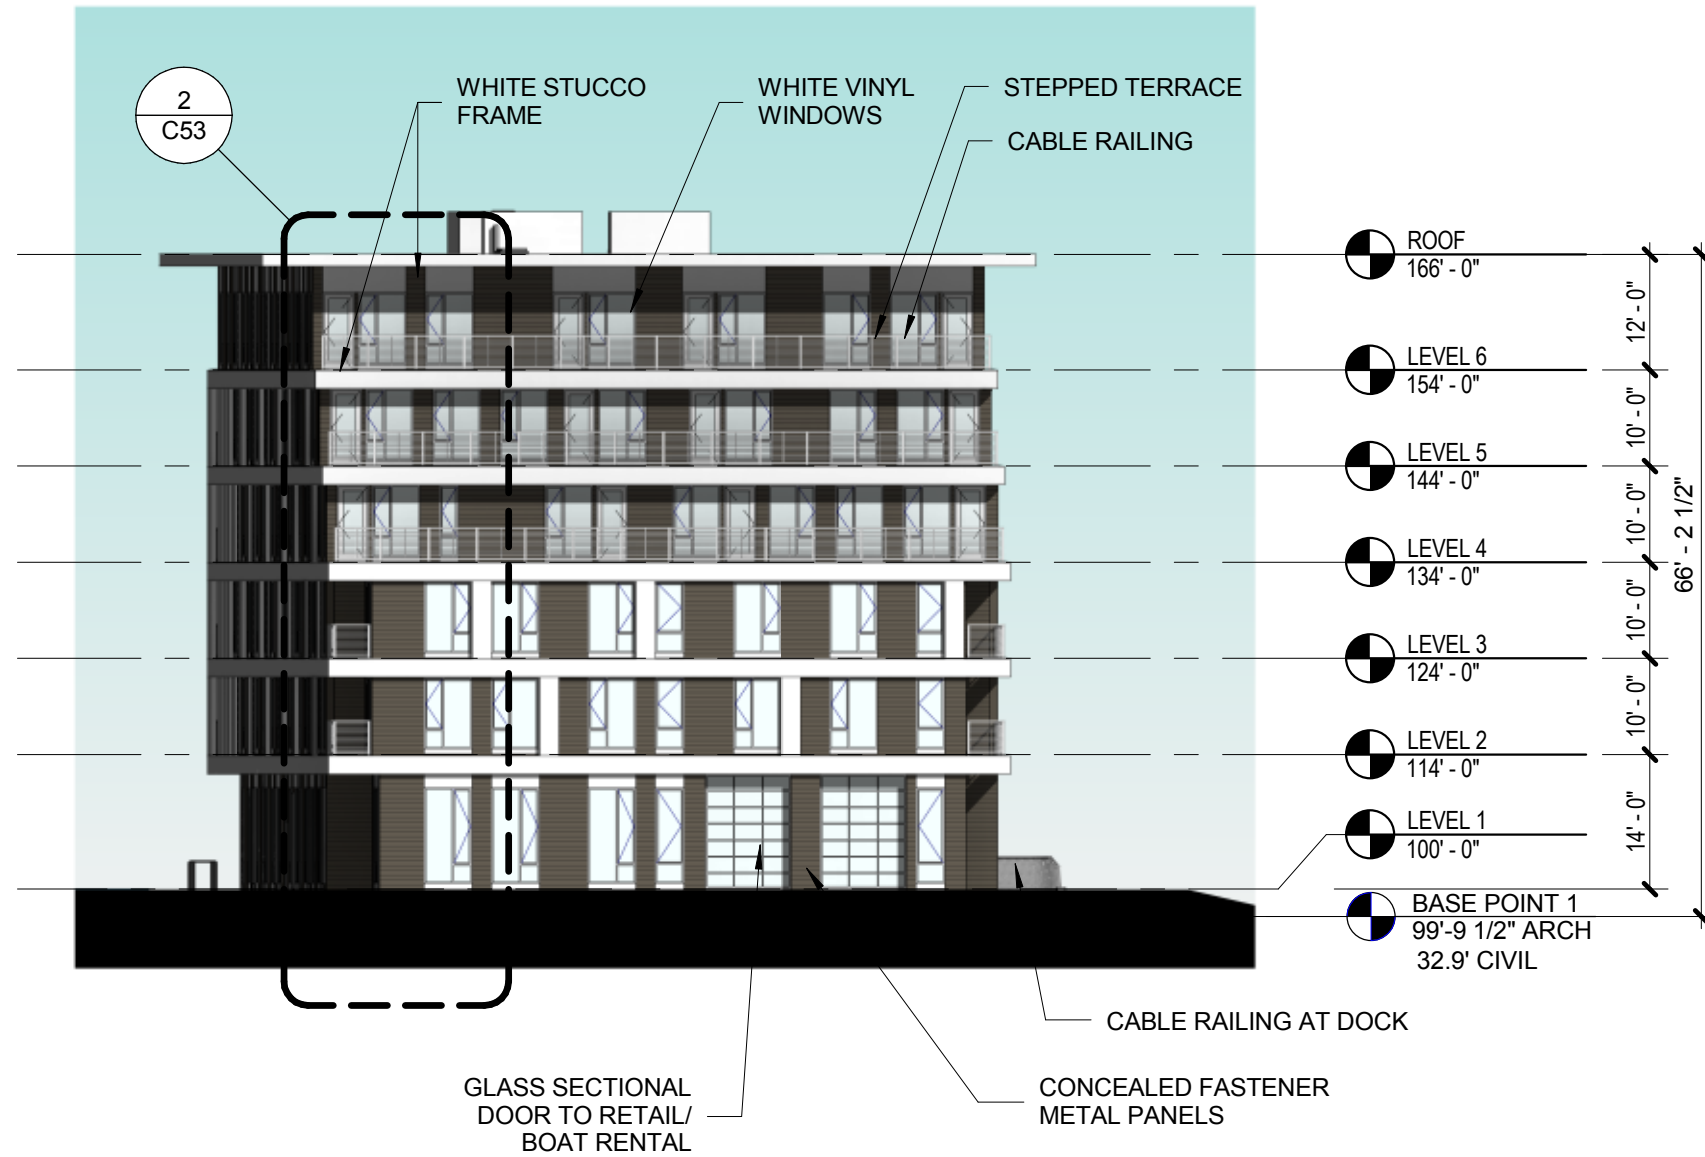 2
C53
WHITE STUCCO
FRAME
WHITE VINYL
WINDOWS
STEPPED TERRACE
CABLE RAILING
ROOF
166' - 0"
12' - 0"
LEVEL 6
154' - 0"
10' - 0"
LEVEL 5
144' - 0"
10' - 0"
LEVEL 4
134' - 0"
10' - 0"
LEVEL 3
124' - 0"
10' - 0"
LEVEL 2
114' - 0"
14' - 0"
LEVEL 1
100' - 0"
66' - 2 1/2"
BASE POINT 1
99'-9 1/2" ARCH
32.9' CIVIL
CABLE RAILING AT DOCK
GLASS SECTIONAL
DOOR TO RETAIL/
BOAT RENTAL
CONCEALED FASTENER
METAL PANELS